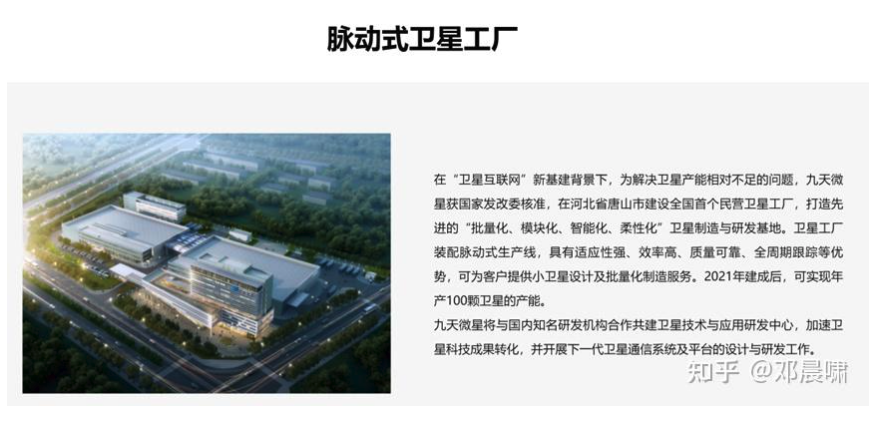 脉动式卫星工厂
在“卫星互联网”新基建背景下，为解决卫星产能相对不足的问题，九天微
星获国家发改委核准，在河北省唐山市建设全国首个民营卫星工厂，打造先
进的“批量化、模块化、智能化、柔性化”卫星制造与研发基地。卫星工厂
装配脉动式生产线，具有适应性强、效率高、质量可靠、全周期跟踪等优
势，可为客户提供小卫星设计及批量化制造服务。2021年建成后，可实现年
产100颗卫星的产能。
九天微星将与国内知名研发机构合作共建卫星技术与应用研发中心，加速卫
星科技成果转化，并开展下一代卫星通信系统及平台的设计与研发工作。
知乎 @邓晨啸